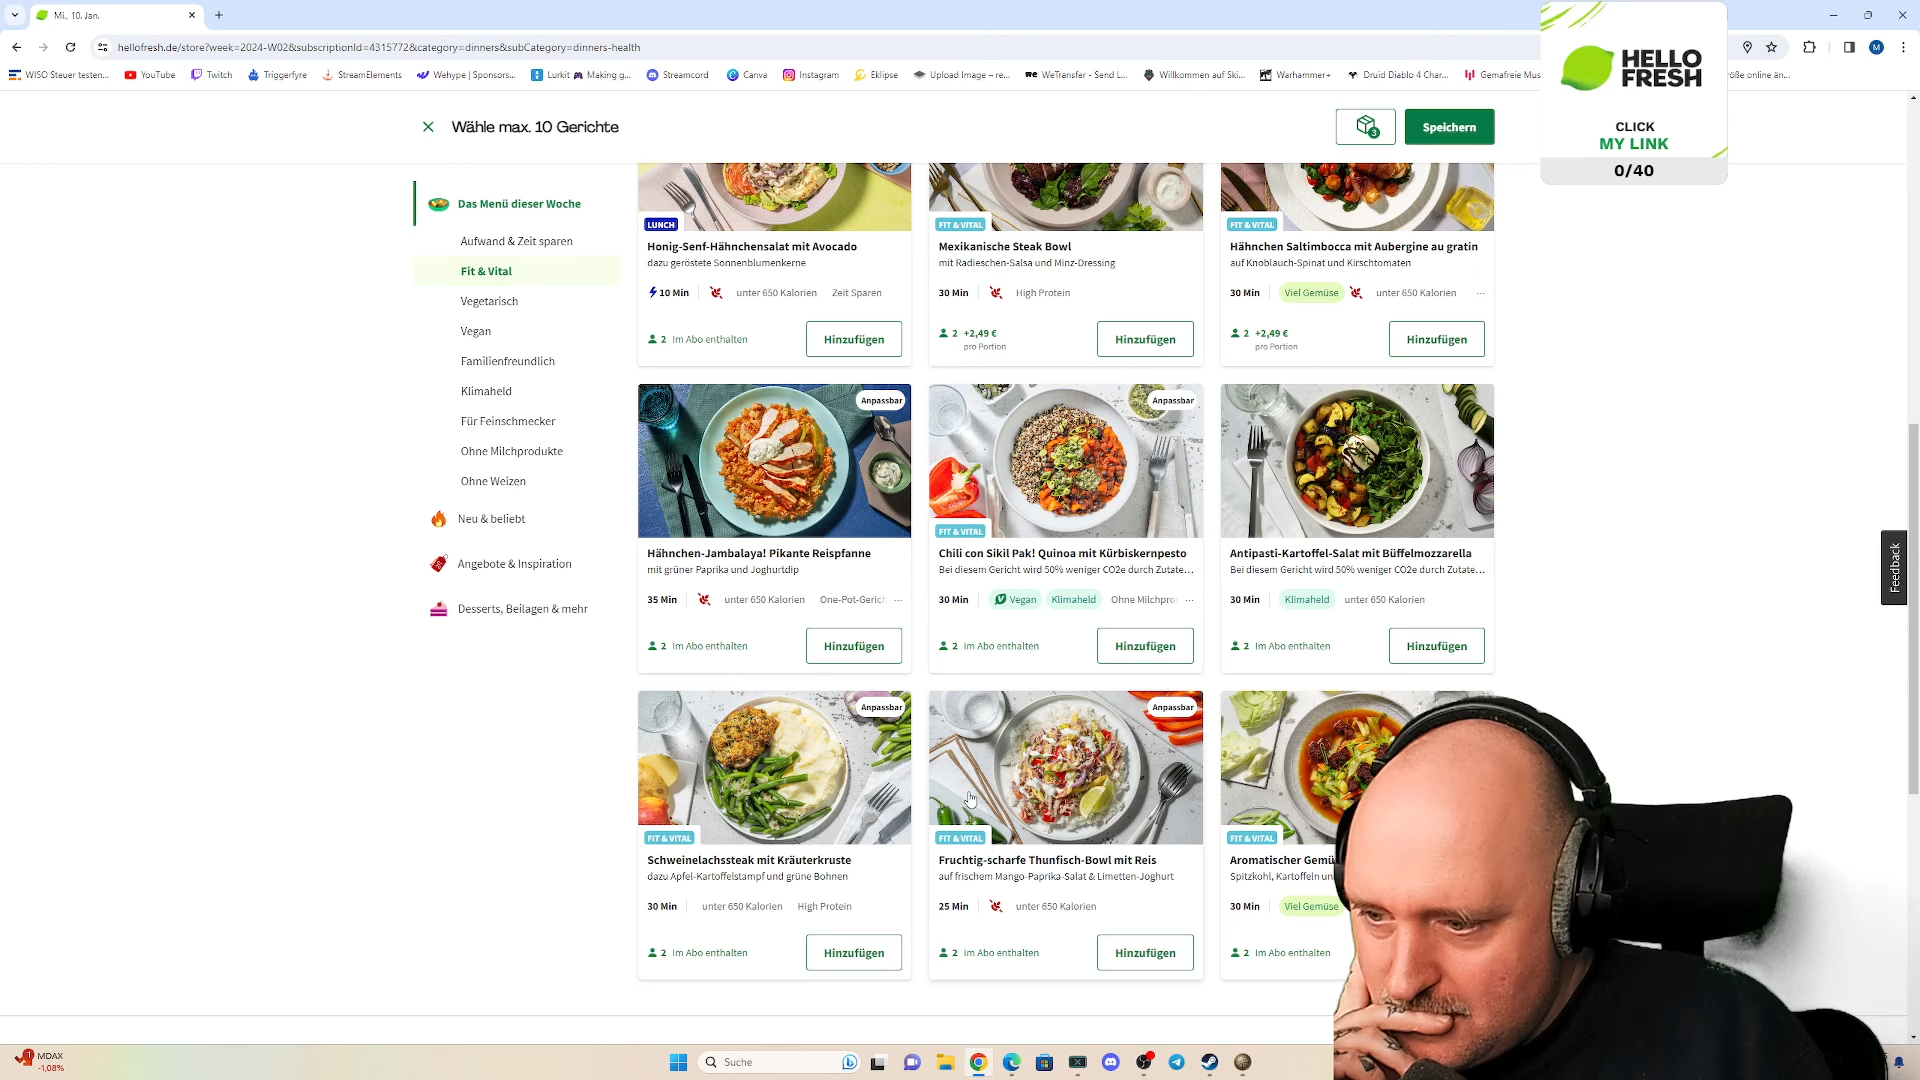 Mi., 10. Jan.
hellofresh.de/store?week=2024-W02&subscriptionId=4315772&category=dinners&subCategory=dinners-health
M
WISO Steuer testen...
YouTube
Twitch
Triggerfyre
StreamElements
Wehype | Sponsors...
Lurkit 🎮 Making g...
Streamcord
Canva
Instagram
Eklipse
Upload Image – re...
WeTransfer - Send L...
Willkommen auf Ski...
Warhammer+
Druid Diablo 4 Char...
Gemafreie Mus
öße online än...
HELLO
FRESH
CLICK
MY LINK
0/40
Wähle max. 10 Gerichte
3
Speichern
Das Menü dieser Woche
Aufwand & Zeit sparen
Fit & Vital
Vegetarisch
Vegan
Familienfreundlich
Klimaheld
Für Feinschmecker
Ohne Milchprodukte
Ohne Weizen
Neu & beliebt
Angebote & Inspiration
Desserts, Beilagen & mehr
LUNCH
Honig-Senf-Hähnchensalat mit Avocado
dazu geröstete Sonnenblumenkerne
10 Min unter 650 Kalorien Zeit Sparen
2 Im Abo enthalten
Hinzufügen
FIT & VITAL
Mexikanische Steak Bowl
mit Radieschen-Salsa und Minz-Dressing
30 Min High Protein
2 +2,49 €
pro Portion
Hinzufügen
FIT & VITAL
Hähnchen Saltimbocca mit Aubergine au gratin
auf Knoblauch-Spinat und Kirschtomaten
30 Min Viel Gemüse unter 650 Kalorien ...
2 +2,49 €
pro Portion
Hinzufügen
Anpassbar
Hähnchen-Jambalaya! Pikante Reispfanne
mit grüner Paprika und Joghurtdip
35 Min unter 650 Kalorien One-Pot-Gerich ...
2 Im Abo enthalten
Hinzufügen
Anpassbar
FIT & VITAL
Chili con Sikil Pak! Quinoa mit Kürbiskernpesto
Bei diesem Gericht wird 50% weniger CO2e durch Zutate...
30 Min Vegan Klimaheld Ohne Milchpro ...
2 Im Abo enthalten
Hinzufügen
Antipasti-Kartoffel-Salat mit Büffelmozzarella
Bei diesem Gericht wird 50% weniger CO2e durch Zutate...
30 Min Klimaheld unter 650 Kalorien
2 Im Abo enthalten
Hinzufügen
Anpassbar
FIT & VITAL
Schweinelachssteak mit Kräuterkruste
dazu Apfel-Kartoffelstampf und grüne Bohnen
30 Min unter 650 Kalorien High Protein
2 Im Abo enthalten
Hinzufügen
Anpassbar
FIT & VITAL
Fruchtig-scharfe Thunfisch-Bowl mit Reis
auf frischem Mango-Paprika-Salat & Limetten-Joghurt
25 Min unter 650 Kalorien
2 Im Abo enthalten
Hinzufügen
FIT & VITAL
Aromatischer Gemü
Spitzkohl, Kartoffeln un
30 Min Viel Gemüse
2 Im Abo enthalten
Feedback
1
MDAX
-1,08%
Suche